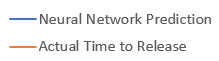 Neural Network Prediction
Actual Time to Release